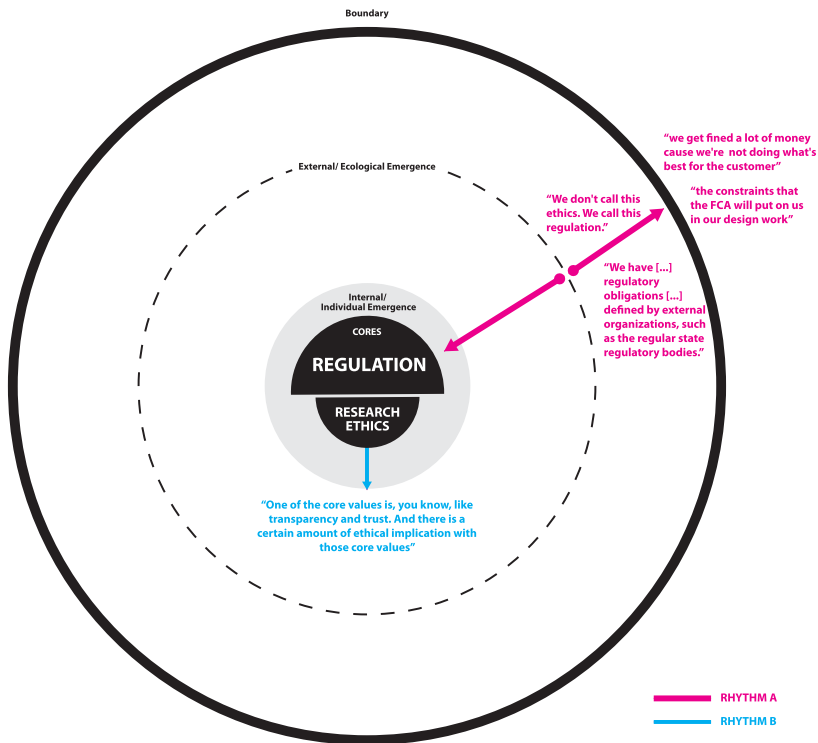 Boundary
External/ Ecological Emergence
“we get fined a lot of money
cause we're  not doing what's
best for the customer”
“the constraints that
the FCA will put on us
in our design work”
“We don't call this
ethics. We call this
regulation.”
“We have [...]
regulatory
obligations [...]
defined by external
organizations, such
as the regular state
regulatory bodies.”
Internal/
Individual Emergence
CORES
REGULATION
RESEARCH
ETHICS
“One of the core values is, you know, like
transparency and trust. And there is a
certain amount of ethical implication with
those core values”
RHYTHM A
RHYTHM B